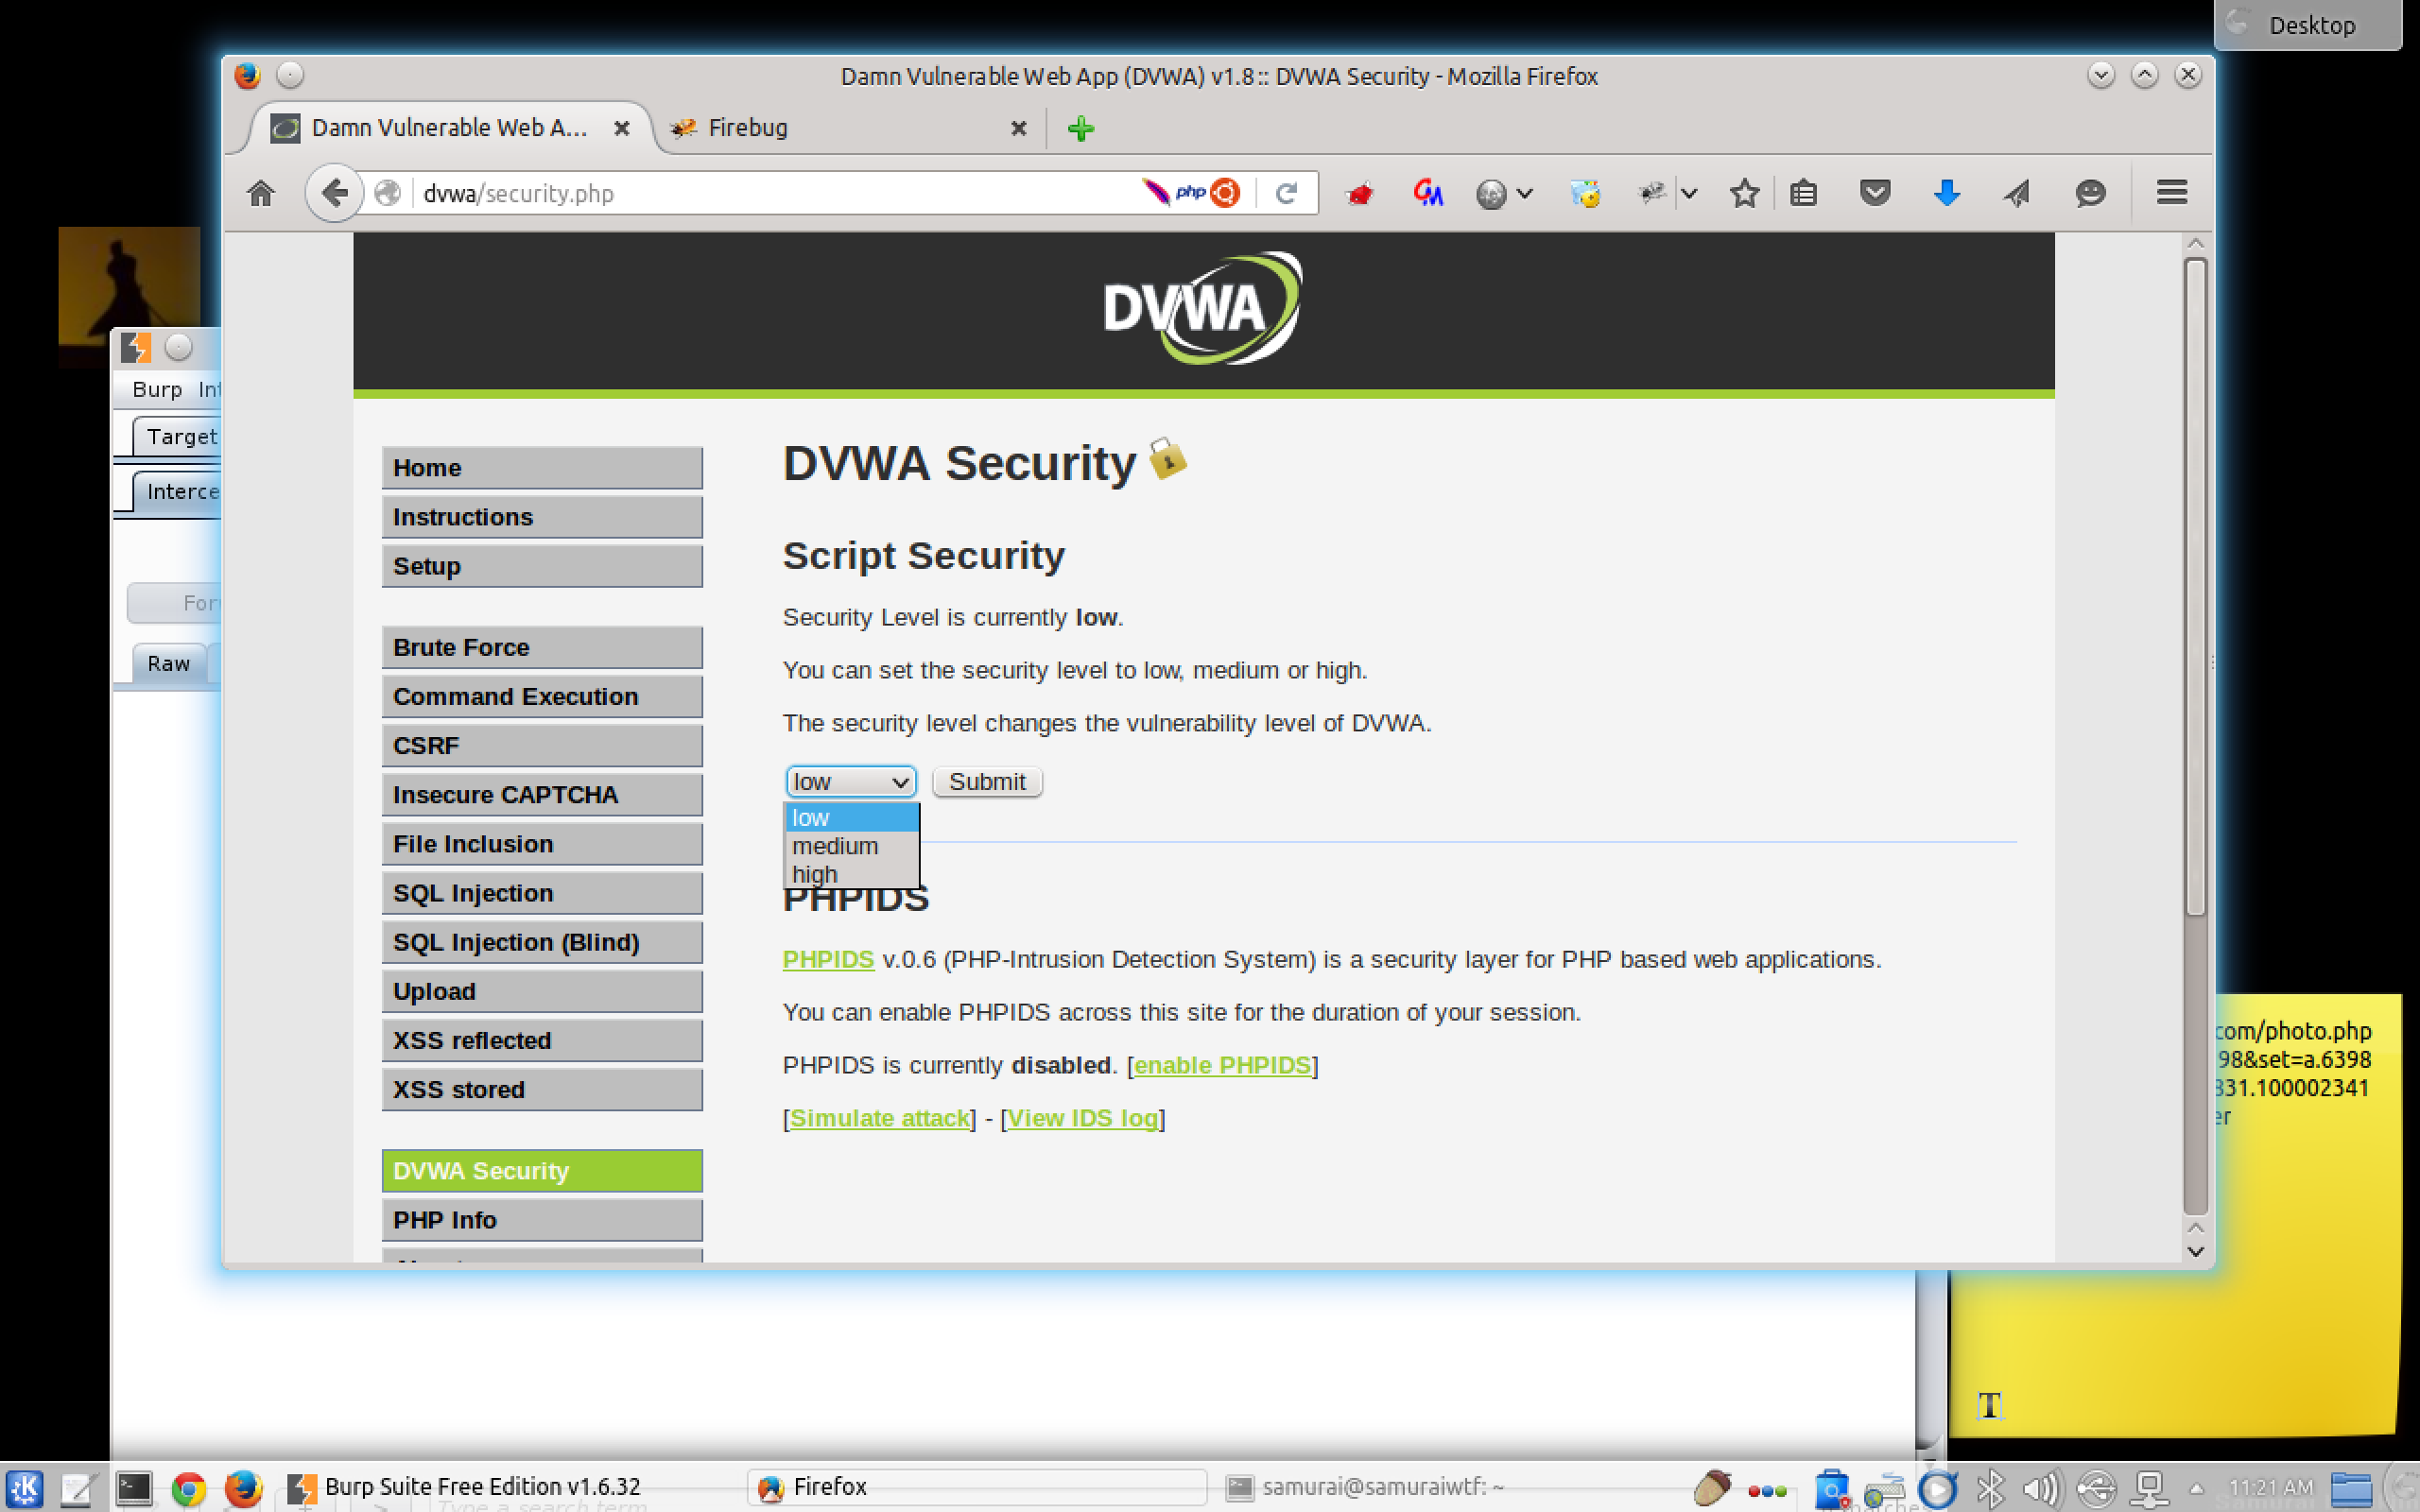 Desktop
Damn Vulnerable Web App (DVWA) v1.8 :: DVWA Security - Mozilla Firefox
Damn Vulnerable Web A...
Firebug
dvwa/security.php
php
DVWA
Burp Int
Target
Interce
For
Raw
Home
Instructions
Setup
Brute Force
Command Execution
CSRF
Insecure CAPTCHA
File Inclusion
SQL Injection
SQL Injection (Blind)
Upload
XSS reflected
XSS stored
DVWA Security
PHP Info
DVWA Security
Script Security
Security Level is currently low.
You can set the security level to low, medium or high.
The security level changes the vulnerability level of DVWA.
low
Submit
low
medium
high
PHPIDS
PHPIDS v.0.6 (PHP-Intrusion Detection System) is a security layer for PHP based web applications.
You can enable PHPIDS across this site for the duration of your session.
PHPIDS is currently disabled. [enable PHPIDS]
[Simulate attack] - [View IDS log]
com/photo.php
98&set=a.6398
831.100002341
er
T
Burp Suite Free Edition v1.6.32
Firefox
samurai@samuraiwtf: ~
11:21 AM
Type a search term